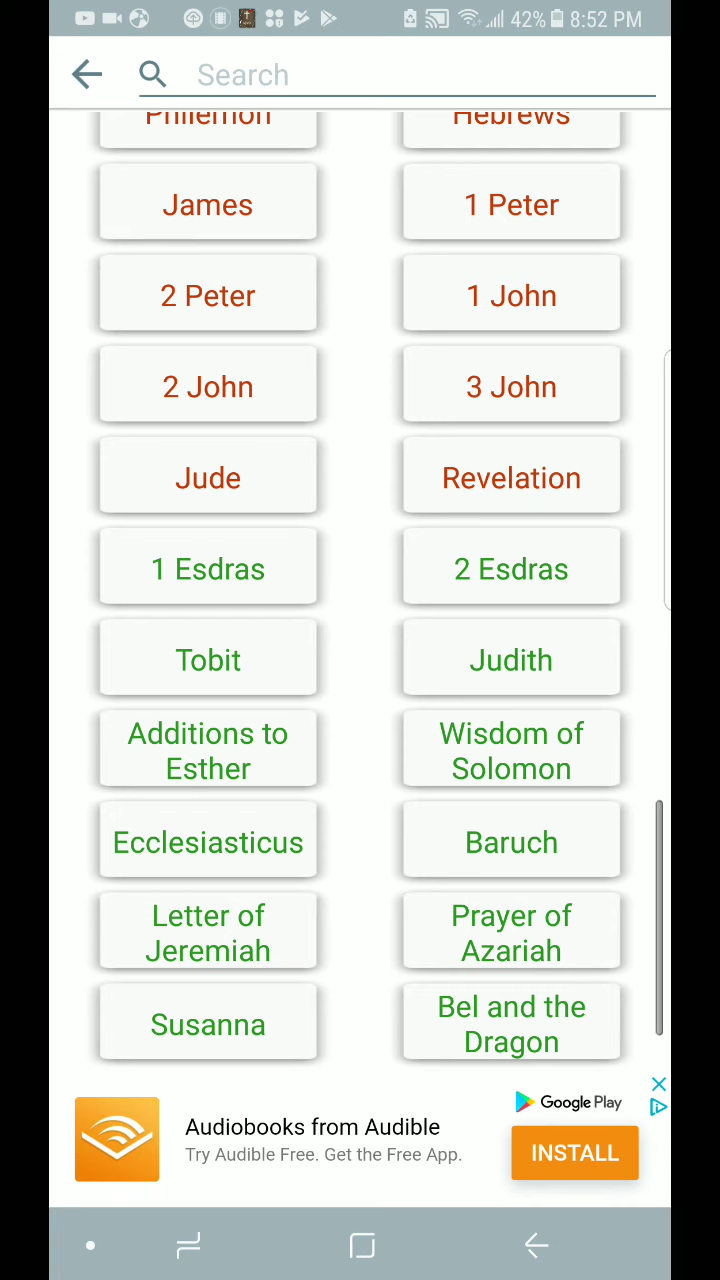 42% 8:52 PM
Search
Philemon Hebrews
James 1 Peter
2 Peter 1 John
2 John 3 John
Jude Revelation
1 Esdras 2 Esdras
Tobit Judith
Additions to
Esther
Wisdom of
Solomon
Ecclesiasticus Baruch
Letter of
Jeremiah
Prayer of
Azariah
Susanna
Bel and the
Dragon
Audiobooks from Audible
Try Audible Free. Get the Free App.
Google Play
INSTALL